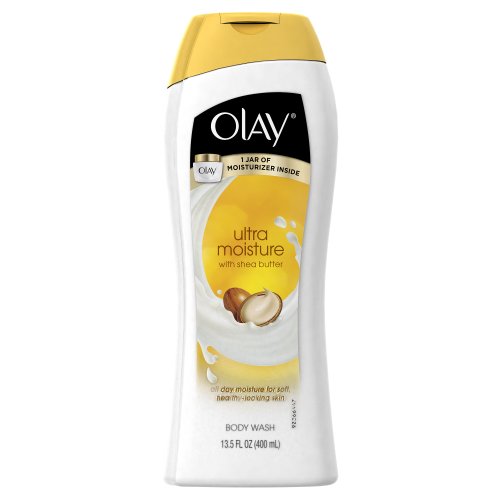 OLAY®
1 JAR OF
MOISTURIZER INSIDE
OLAY
ultra
moisture
with shea butter
all day moisture for soft,
healthy-looking skin
BODY WASH
13.5 FL OZ (400 mL)